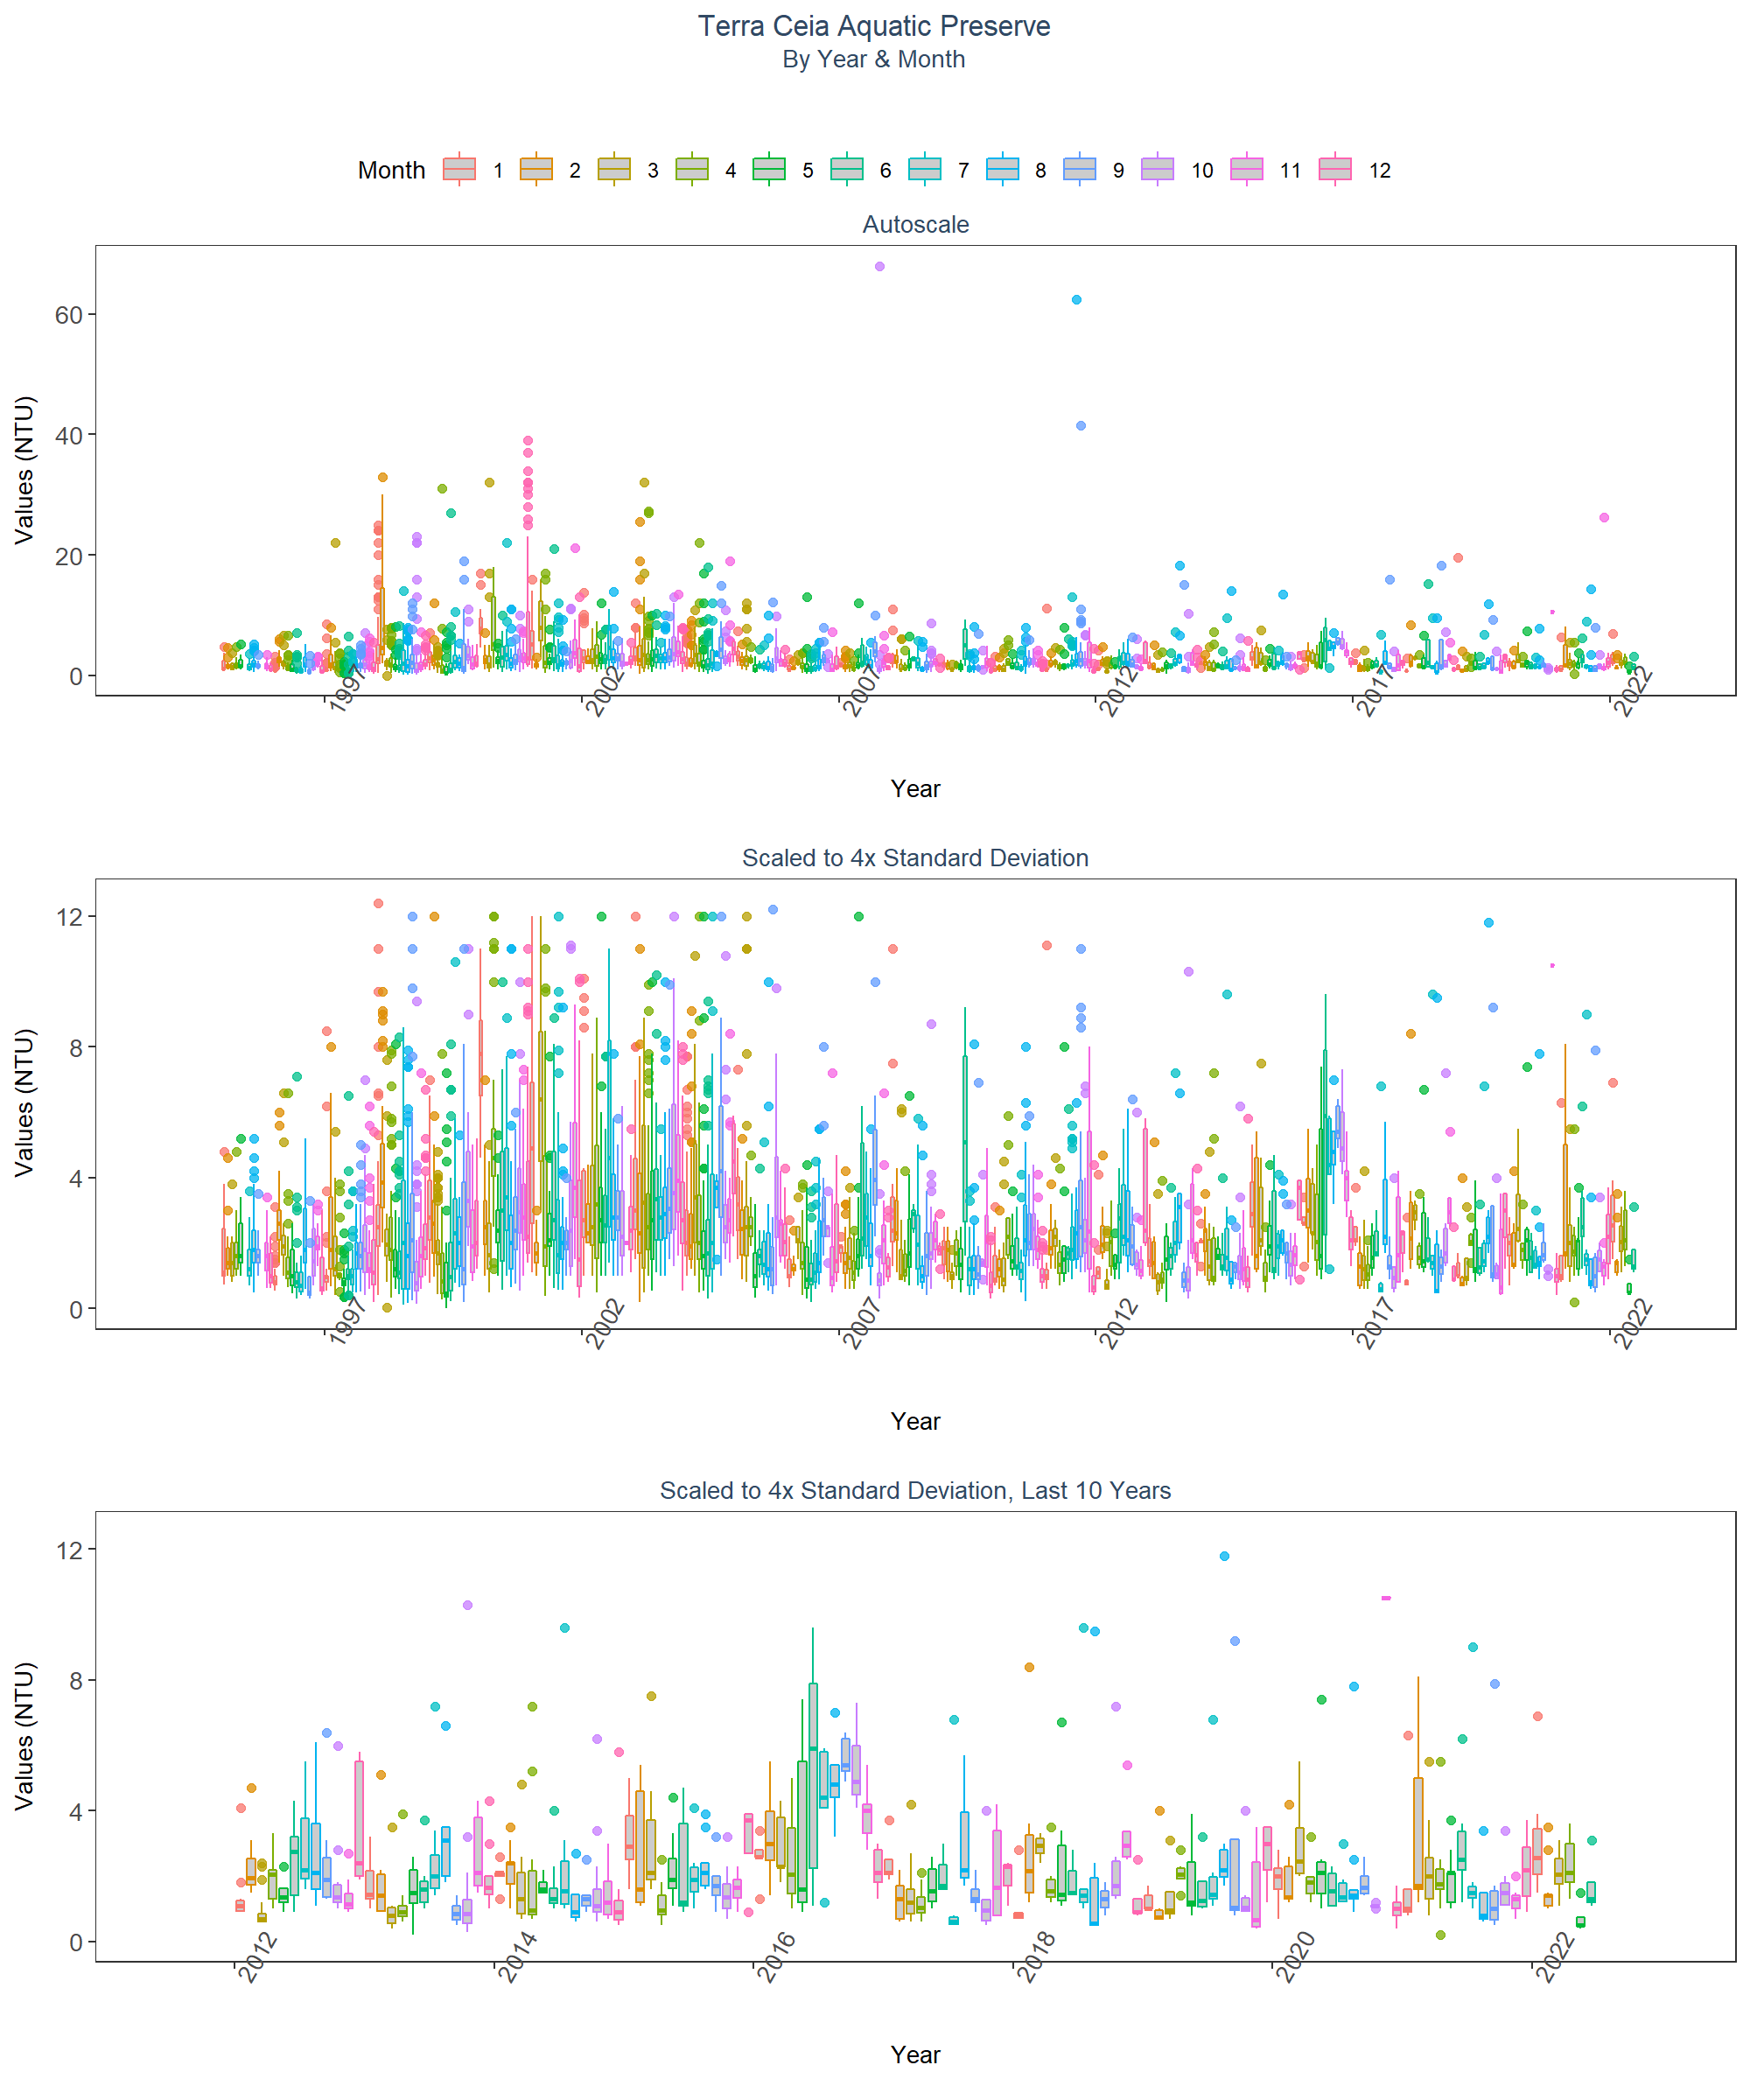 Terra Ceia Aquatic Preserve
By Year & Month
Month 1 2 3 4 5 6 7 8 9 10 11 12
Autoscale
Values (NTU)
60
40
20
0
1997 2002 2007 2012 2017 2022
Year
Scaled to 4x Standard Deviation
Values (NTU)
12
8
4
0
1997 2002 2007 2012 2017 2022
Year
Scaled to 4x Standard Deviation, Last 10 Years
Values (NTU)
12
8
4
0
2012 2014 2016 2018 2020 2022
Year